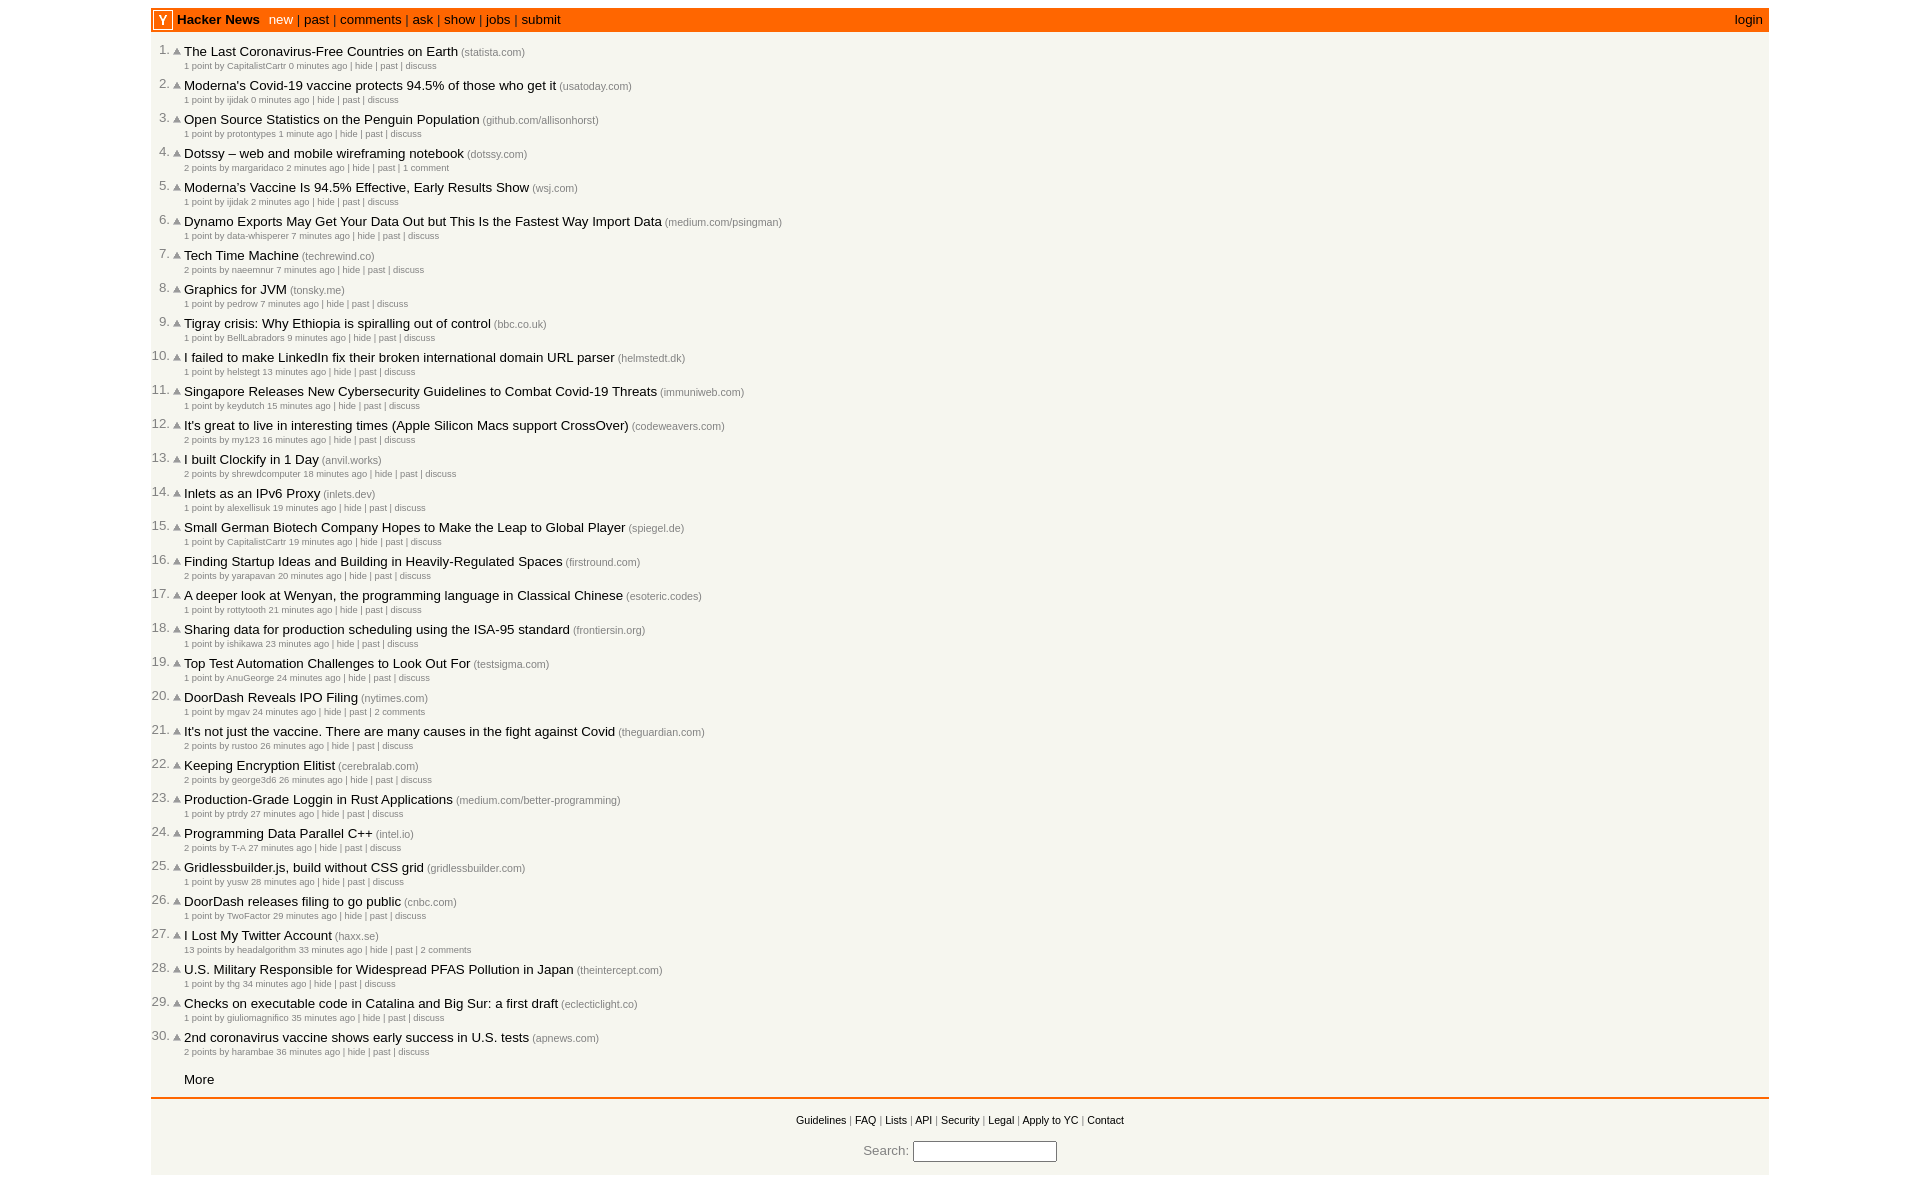 Y Hacker News new | past | comments | ask | show | jobs | submit login
1. The Last Coronavirus-Free Countries on Earth (statista.com)
1 point by CapitalistCartr 0 minutes ago | hide | past | discuss
2. Moderna's Covid-19 vaccine protects 94.5% of those who get it (usatoday.com)
1 point by ijidak 0 minutes ago | hide | past | discuss
3. Open Source Statistics on the Penguin Population (github.com/allisonhorst)
1 point by protontypes 1 minute ago | hide | past | discuss
4. Dotssy – web and mobile wireframing notebook (dotssy.com)
2 points by margaridaco 2 minutes ago | hide | past | 1 comment
5. Moderna's Vaccine Is 94.5% Effective, Early Results Show (wsj.com)
1 point by ijidak 2 minutes ago | hide | past | discuss
6. Dynamo Exports May Get Your Data Out but This Is the Fastest Way Import Data (medium.com/psingman)
1 point by data-whisperer 7 minutes ago | hide | past | discuss
7. Tech Time Machine (techrewind.co)
2 points by naeemnur 7 minutes ago | hide | past | discuss
8. Graphics for JVM (tonsky.me)
1 point by pedrow 7 minutes ago | hide | past | discuss
9. Tigray crisis: Why Ethiopia is spiralling out of control (bbc.co.uk)
1 point by BellLabradors 9 minutes ago | hide | past | discuss
10. I failed to make LinkedIn fix their broken international domain URL parser (helmstedt.dk)
1 point by helstegt 13 minutes ago | hide | past | discuss
11. Singapore Releases New Cybersecurity Guidelines to Combat Covid-19 Threats (immuniweb.com)
1 point by keydutch 15 minutes ago | hide | past | discuss
12. It's great to live in interesting times (Apple Silicon Macs support CrossOver) (codeweavers.com)
2 points by my123 16 minutes ago | hide | past | discuss
13. I built Clockify in 1 Day (anvil.works)
2 points by shrewdcomputer 18 minutes ago | hide | past | discuss
14. Inlets as an IPv6 Proxy (inlets.dev)
1 point by alexellisuk 19 minutes ago | hide | past | discuss
15. Small German Biotech Company Hopes to Make the Leap to Global Player (spiegel.de)
1 point by CapitalistCartr 19 minutes ago | hide | past | discuss
16. Finding Startup Ideas and Building in Heavily-Regulated Spaces (firstround.com)
2 points by yarapavan 20 minutes ago | hide | past | discuss
17. A deeper look at Wenyan, the programming language in Classical Chinese (esoteric.codes)
1 point by rottytooth 21 minutes ago | hide | past | discuss
18. Sharing data for production scheduling using the ISA-95 standard (frontiersin.org)
1 point by ishikawa 23 minutes ago | hide | past | discuss
19. Top Test Automation Challenges to Look Out For (testsigma.com)
1 point by AnuGeorge 24 minutes ago | hide | past | discuss
20. DoorDash Reveals IPO Filing (nytimes.com)
1 point by mgav 24 minutes ago | hide | past | 2 comments
21. It's not just the vaccine. There are many causes in the fight against Covid (theguardian.com)
2 points by rustoo 26 minutes ago | hide | past | discuss
22. Keeping Encryption Elitist (cerebralab.com)
2 points by george3d6 26 minutes ago | hide | past | discuss
23. Production-Grade Loggin in Rust Applications (medium.com/better-programming)
1 point by ptrdy 27 minutes ago | hide | past | discuss
24. Programming Data Parallel C++ (intel.io)
2 points by T-A 27 minutes ago | hide | past | discuss
25. Gridlessbuilder.js, build without CSS grid (gridlessbuilder.com)
1 point by yusw 28 minutes ago | hide | past | discuss
26. DoorDash releases filing to go public (cnbc.com)
1 point by TwoFactor 29 minutes ago | hide | past | discuss
27. I Lost My Twitter Account (haxx.se)
13 points by headalgorithm 33 minutes ago | hide | past | 2 comments
28. U.S. Military Responsible for Widespread PFAS Pollution in Japan (theintercept.com)
1 point by thg 34 minutes ago | hide | past | discuss
29. Checks on executable code in Catalina and Big Sur: a first draft (eclecticlight.co)
1 point by giuliomagnifico 35 minutes ago | hide | past | discuss
30. 2nd coronavirus vaccine shows early success in U.S. tests (apnews.com)
2 points by harambae 36 minutes ago | hide | past | discuss
More
Guidelines | FAQ | Lists | API | Security | Legal | Apply to YC | Contact
Search: